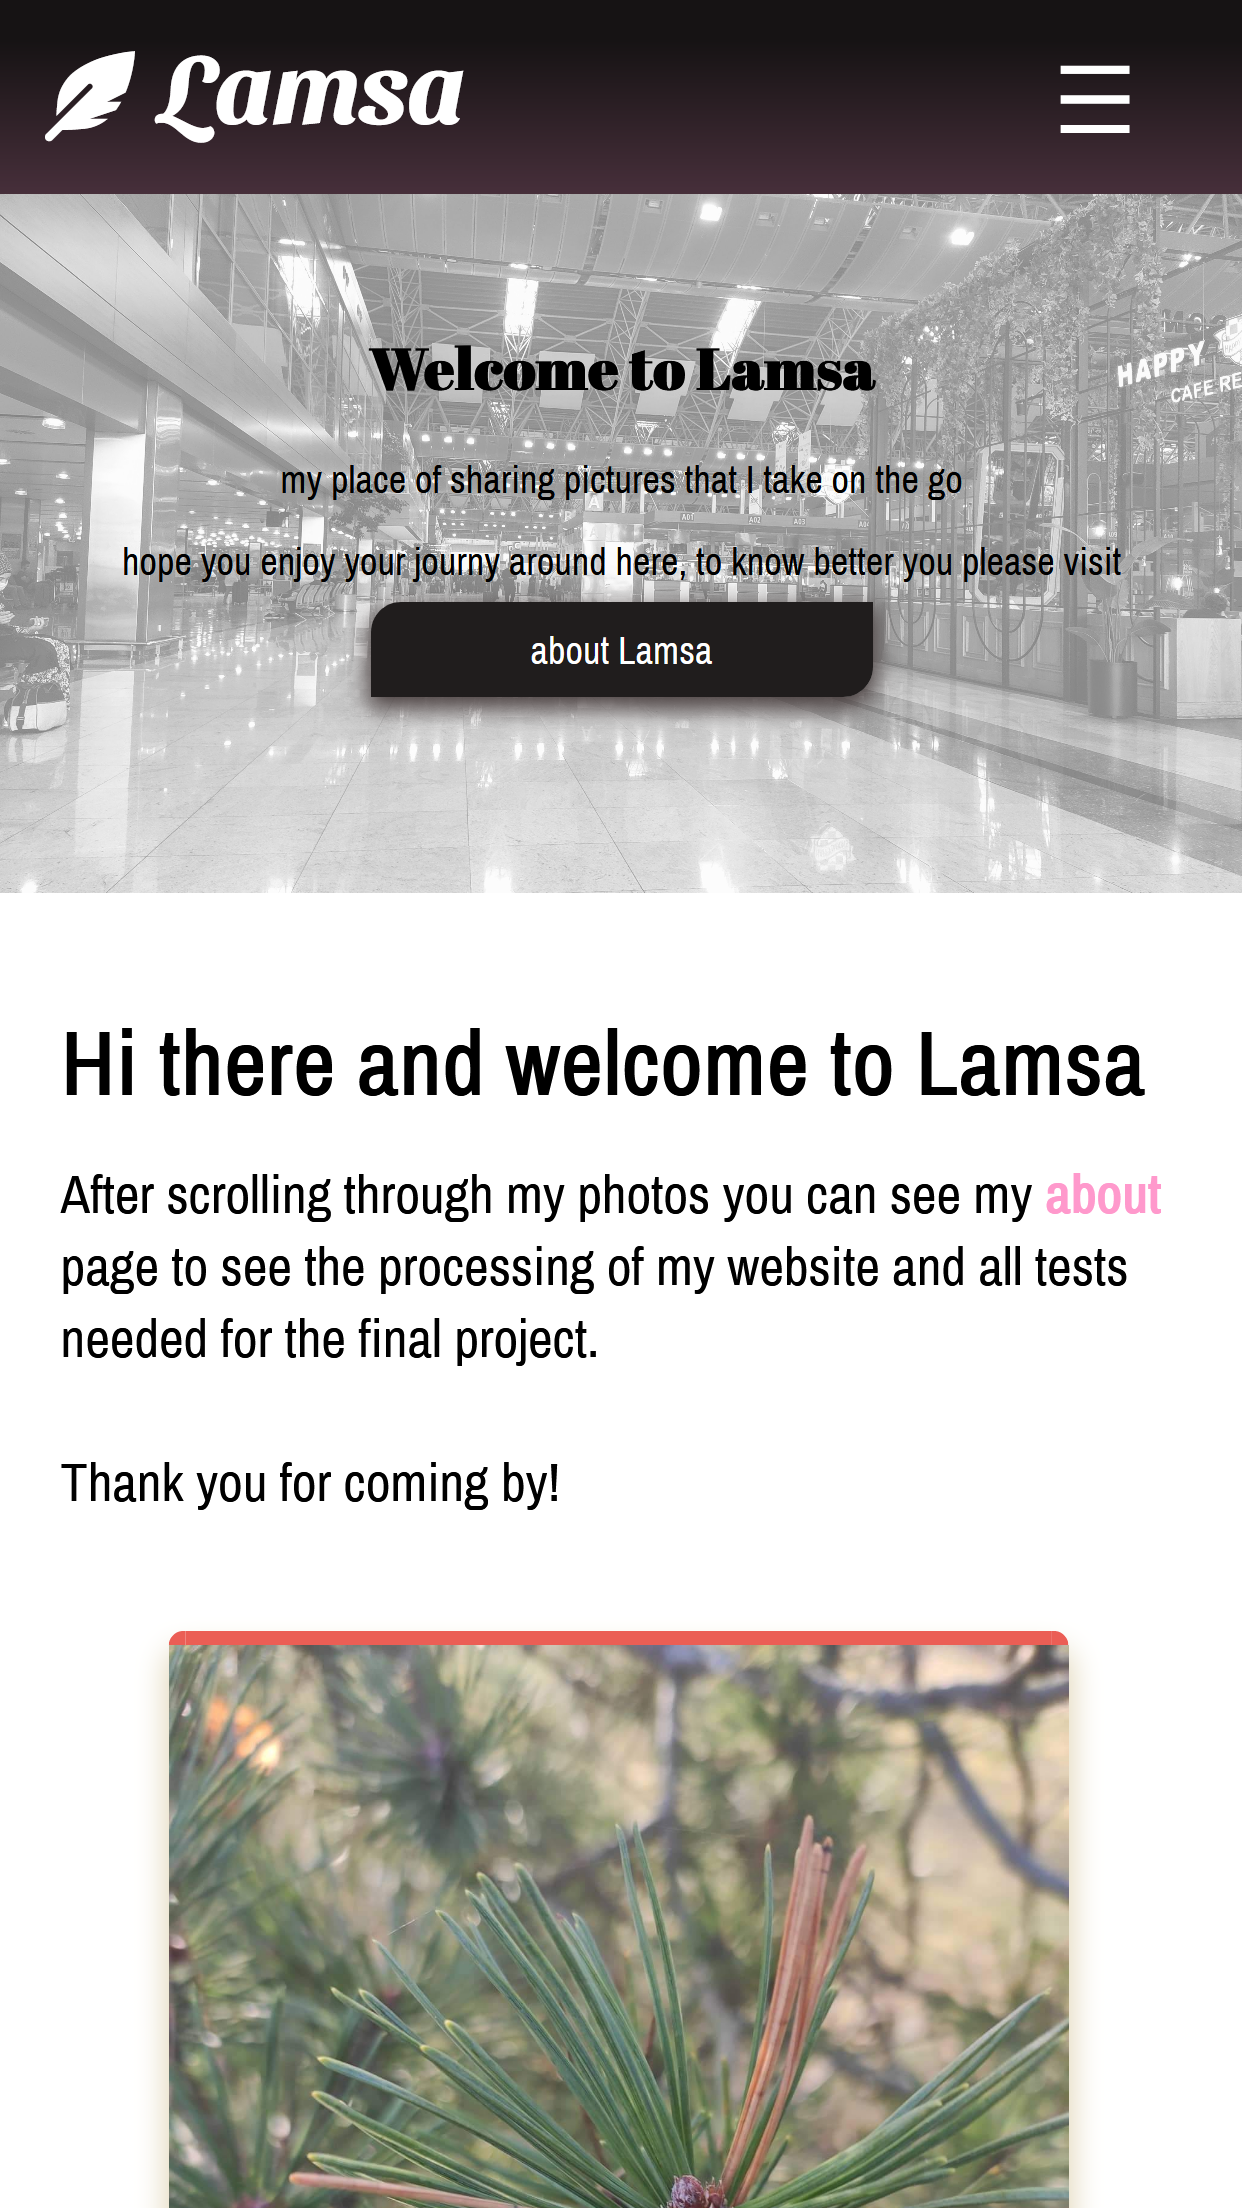 Lamsa
HAPPY
CAFE RE
Welcome to Lamsa
my place of sharing pictures that I take on the go
A
A01 A02 A03
hope you enjoy your journy around here, to know better you please visit
about Lamsa
Hi there and welcome to Lamsa
After scrolling through my photos you can see my about
page to see the processing of my website and all tests
needed for the final project.
Thank you for coming by!